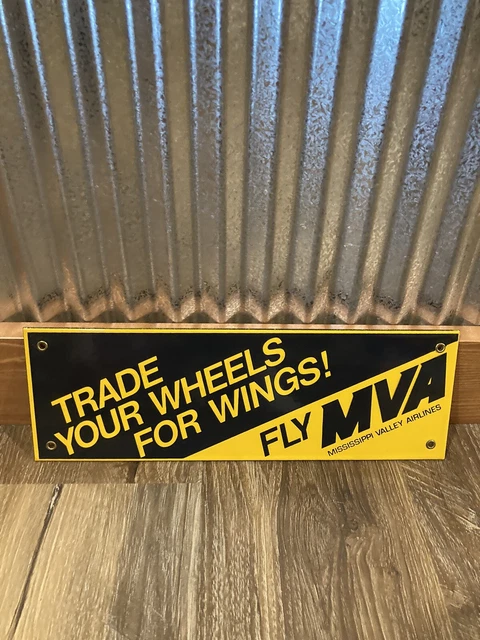 TRADE
YOUR WHEELS
FOR WINGS!
FLY MVA
MISSISSIPPI VALLEY AIRLINES